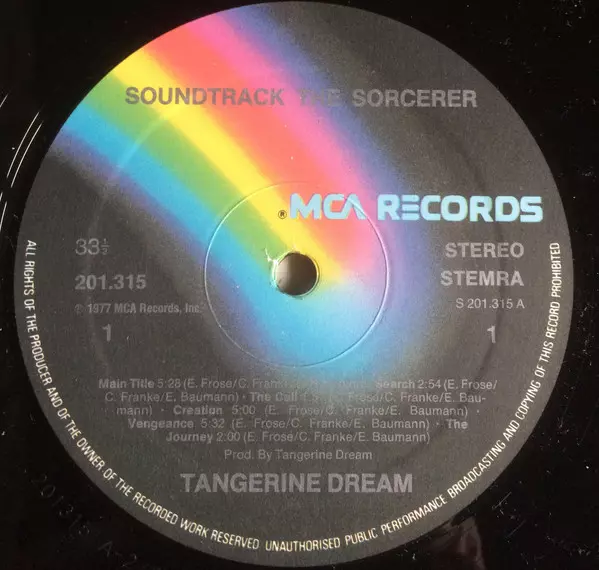 SOUNDTRACK THE SORCERER
® MCA RECORDS
33⅓ STEREO
201.315 STEMRA
℗ 1977 MCA Records, Inc. S 201.315 A
1 1
Main Title 5:28 (E. Frose/C. Franke Search 2:54 (E. Frose/
C. Franke/E. Baumann) · The Call C. Franke/E. Bau-
mann) · Creation 5:00 (E. Frose/C. Franke/E. Baumann) ·
Vengeance 5:32 (E. Frose/C. Franke/E. Baumann) · The
Journey 2:00 (E. Frose/C. Franke/E. Baumann)
Prod. By Tangerine Dream
TANGERINE DREAM
ALL RIGHTS OF THE PRODUCER AND OF THE OWNER OF THE RECORDED WORK RESERVED UNAUTHORISED PUBLIC PERFORMANCE BROADCASTING AND COPYING OF THIS RECORD PROHIBITED